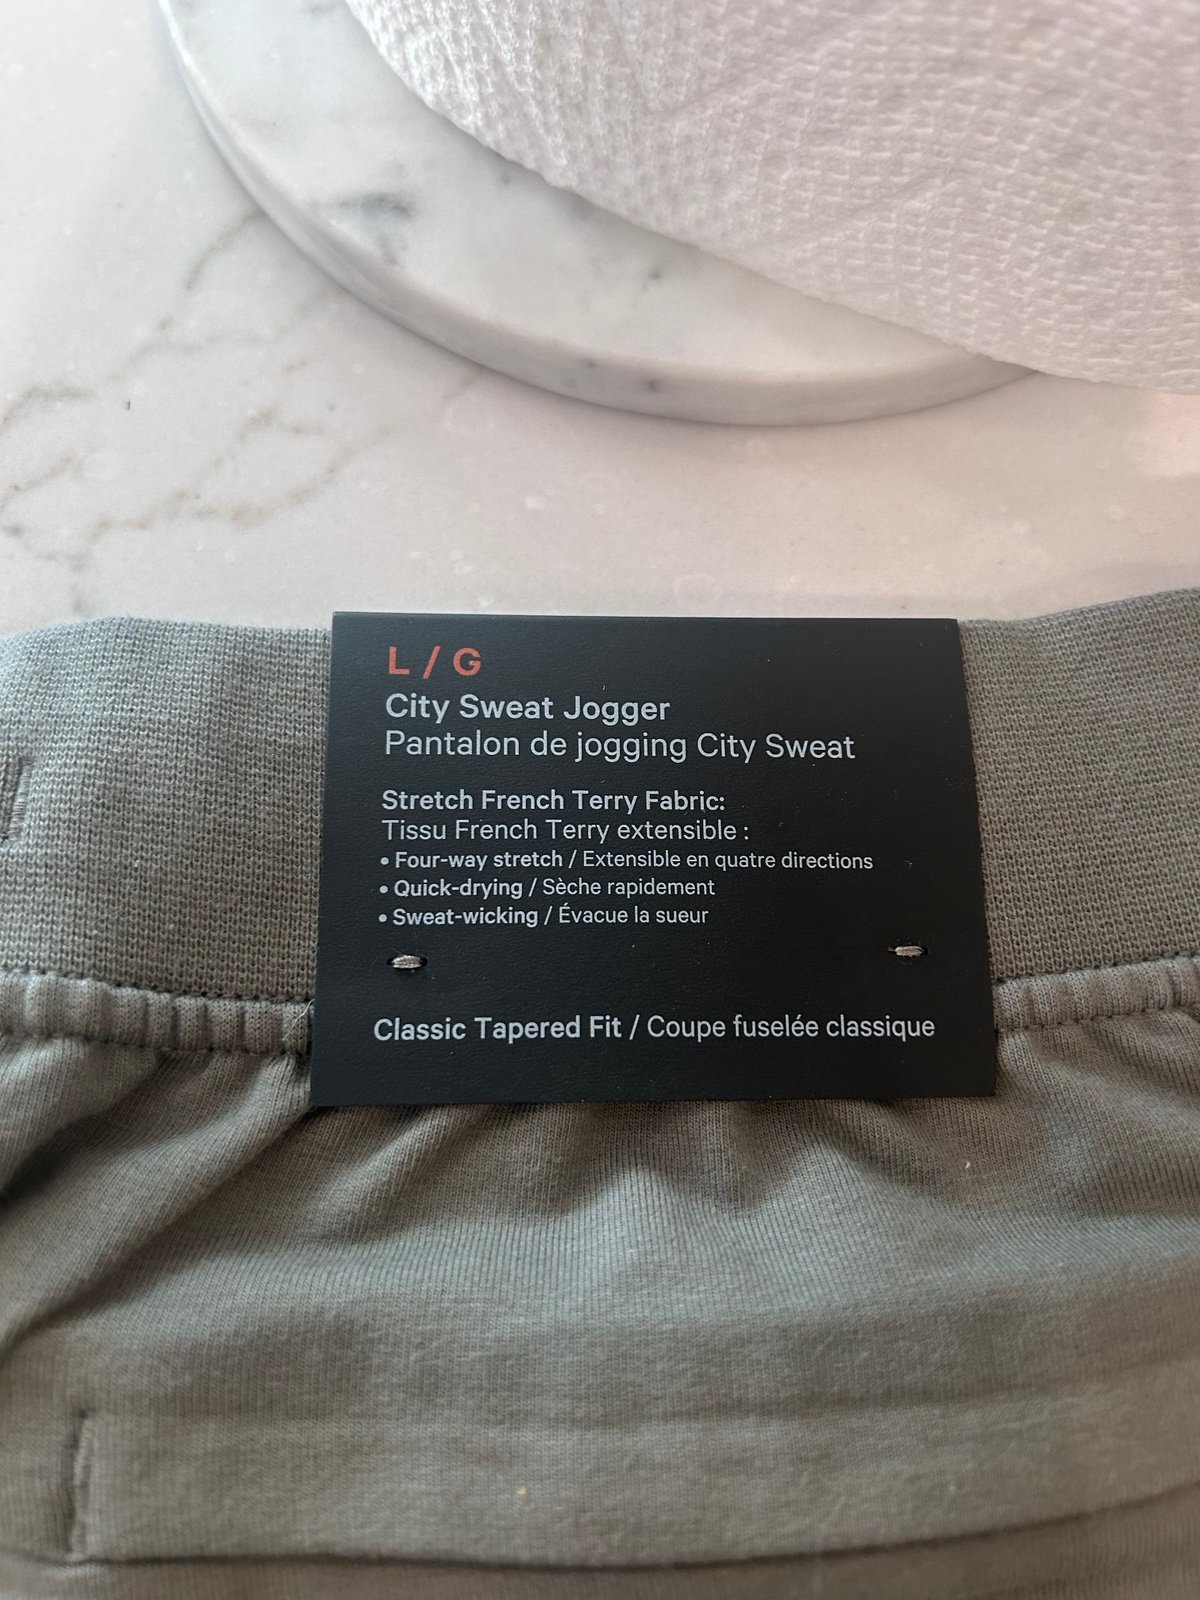 L / G
City Sweat Jogger
Pantalon de jogging City Sweat
Stretch French Terry Fabric:
Tissu French Terry extensible :
• Four-way stretch / Extensible en quatre directions
• Quick-drying / Sèche rapidement
• Sweat-wicking / Évacue la sueur
Classic Tapered Fit / Coupe fuselée classique